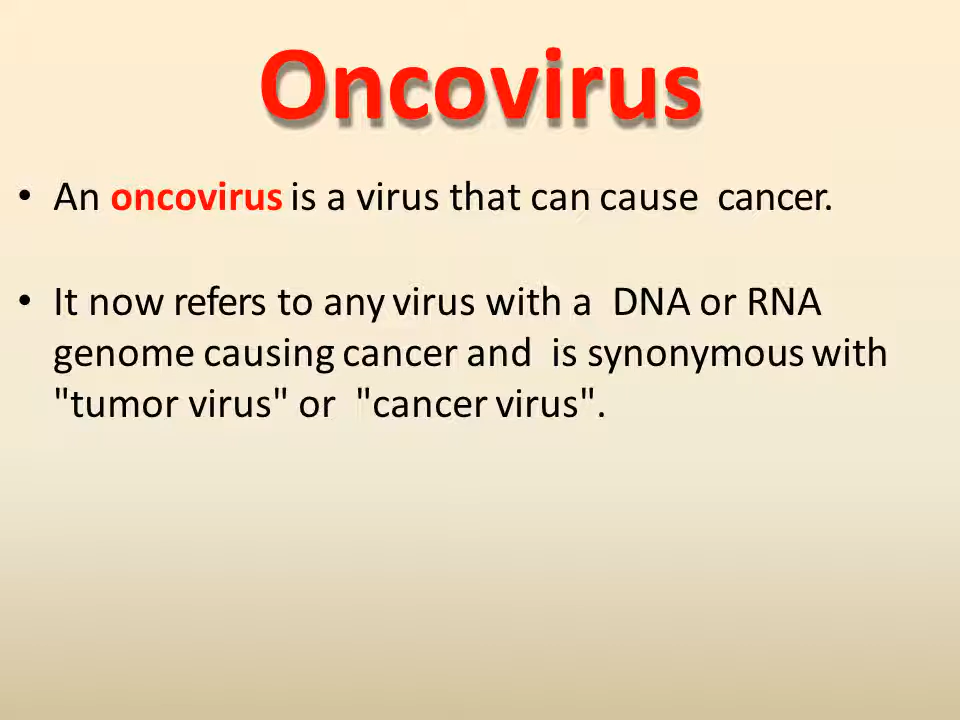 Oncovirus
• An oncovirus is a virus that can cause cancer.
• It now refers to any virus with a DNA or RNA
genome causing cancer and is synonymous with
"tumor virus" or "cancer virus".